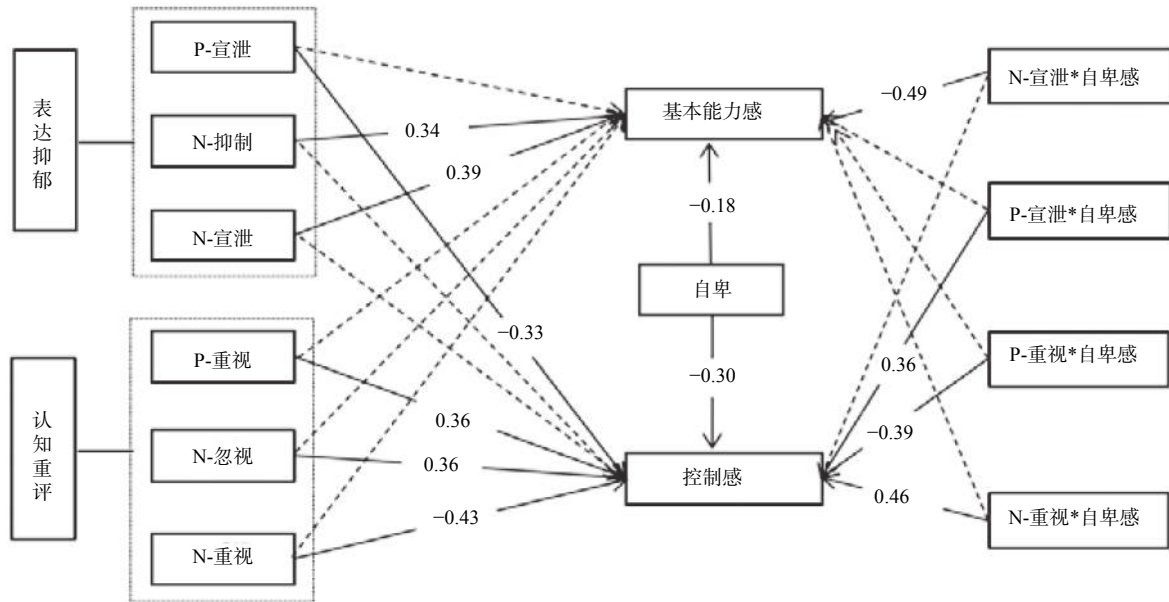 表达抑郁
P-宣泄
N-抑制
N-宣泄
认知重评
P-重视
N-忽视
N-重视
0.34
0.39
−0.33
0.36
0.36
−0.43
基本能力感
−0.18
自卑
−0.30
控制感
−0.49
0.36
−0.39
0.46
N-宣泄*自卑感
P-宣泄*自卑感
P-重视*自卑感
N-重视*自卑感